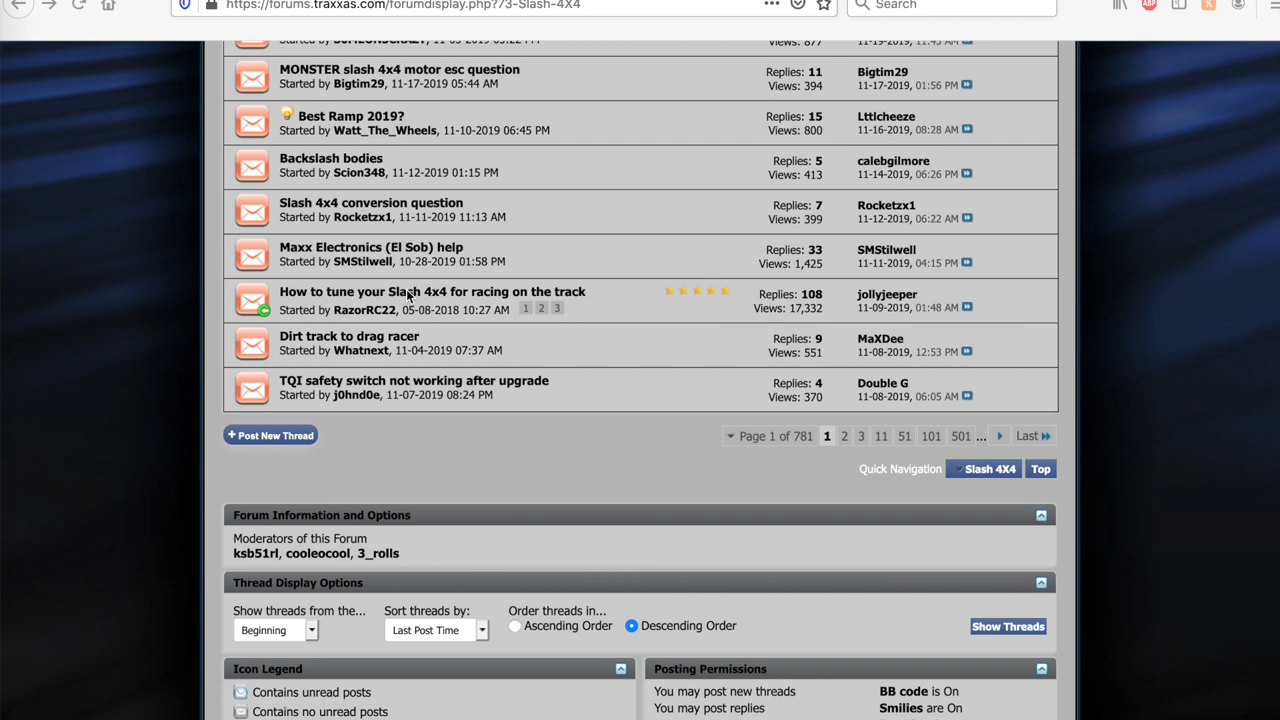 https://forums.traxxas.com/forumdisplay.php?73-Slash-4X4
Search
ABP
Views: 877
MONSTER slash 4x4 motor esc question
Started by Bigtim29, 11-17-2019 05:44 AM
Replies: 11
Views: 394
Bigtim29
11-17-2019, 01:56 PM
Best Ramp 2019?
Started by Watt_The_Wheels, 11-10-2019 06:45 PM
Replies: 15
Views: 800
Lttlcheeze
11-16-2019, 08:28 AM
Backslash bodies
Started by Scion348, 11-12-2019 01:15 PM
Replies: 5
Views: 413
calebgilmore
11-14-2019, 06:26 PM
Slash 4x4 conversion question
Started by Rocketzx1, 11-11-2019 11:13 AM
Replies: 7
Views: 399
Rocketzx1
11-12-2019, 06:22 AM
Maxx Electronics (El Sob) help
Started by SMStilwell, 10-28-2019 01:58 PM
Replies: 33
Views: 1,425
SMStilwell
11-11-2019, 04:15 PM
How to tune your Slash 4x4 for racing on the track
Started by RazorRC22, 05-08-2018 10:27 AM 1 2 3
Replies: 108
Views: 17,332
jollyjeeper
11-09-2019, 01:48 AM
Dirt track to drag racer
Started by Whatnext, 11-04-2019 07:37 AM
Replies: 9
Views: 551
MaXDee
11-08-2019, 12:53 PM
TQI safety switch not working after upgrade
Started by j0hnd0e, 11-07-2019 08:24 PM
Replies: 4
Views: 370
Double G
11-08-2019, 06:05 AM
+ Post New Thread
Page 1 of 781 1 2 3 11 51 101 501 ... Last
Quick Navigation Slash 4X4 Top
Forum Information and Options
Moderators of this Forum
ksb51rl, cooleocool, 3_rolls
Thread Display Options
Show threads from the...
Beginning
Sort threads by:
Last Post Time
Order threads in...
Ascending Order Descending Order
Show Threads
Icon Legend
Contains unread posts
Contains no unread posts
Posting Permissions
You may post new threads
You may post replies
BB code is On
Smilies are On